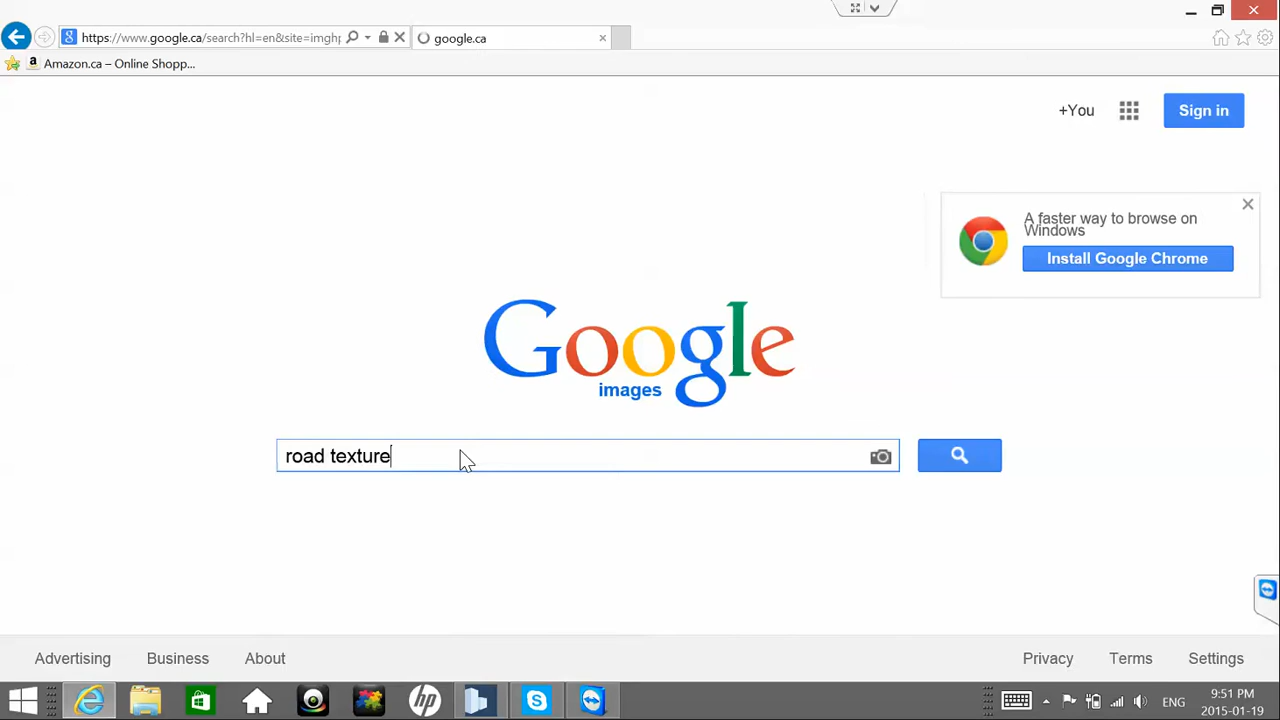 https://www.google.ca/search?hl=en&site=imghp
google.ca
Amazon.ca – Online Shopp...
+You
Sign in
A faster way to browse on
Windows
Install Google Chrome
Google
images
road texture
Advertising
Business
About
Privacy
Terms
Settings
hp
ENG
9:51 PM
2015-01-19